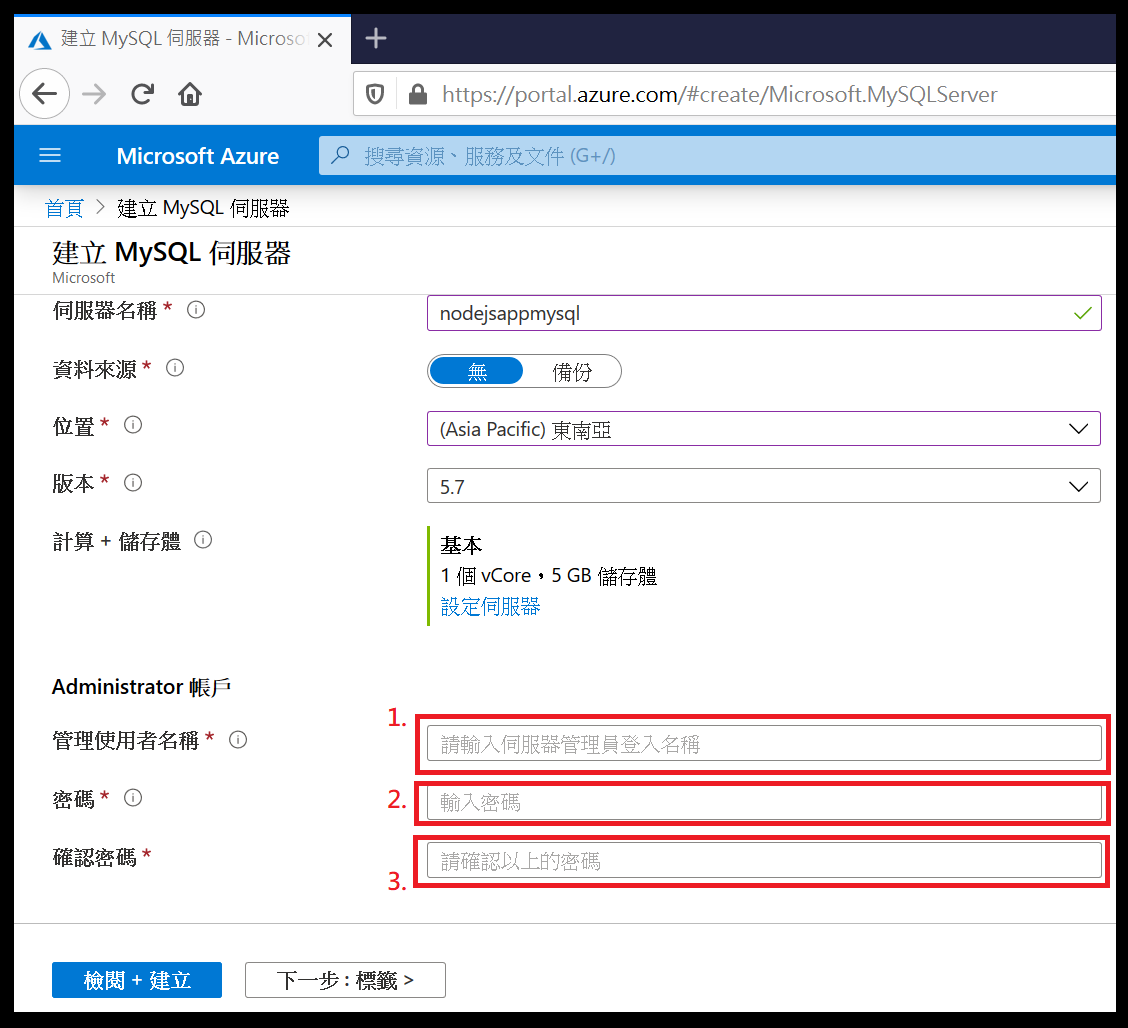 建立 MySQL 伺服器 - Microso
https://portal.azure.com/#create/Microsoft.MySQLServer
Microsoft Azure
搜尋資源、服務及文件 (G+/)
首頁 > 建立 MySQL 伺服器
建立 MySQL 伺服器
Microsoft
伺服器名稱 *
nodejsappmysql
資料來源 *
無 備份
位置 *
(Asia Pacific) 東南亞
版本 *
5.7
計算 + 儲存體
基本
1 個 vCore，5 GB 儲存體
設定伺服器
Administrator 帳戶
1.
管理使用者名稱 *
請輸入伺服器管理員登入名稱
2.
密碼 *
輸入密碼
確認密碼 *
請確認以上的密碼
3.
檢閱 + 建立
下一步 : 標籤 >